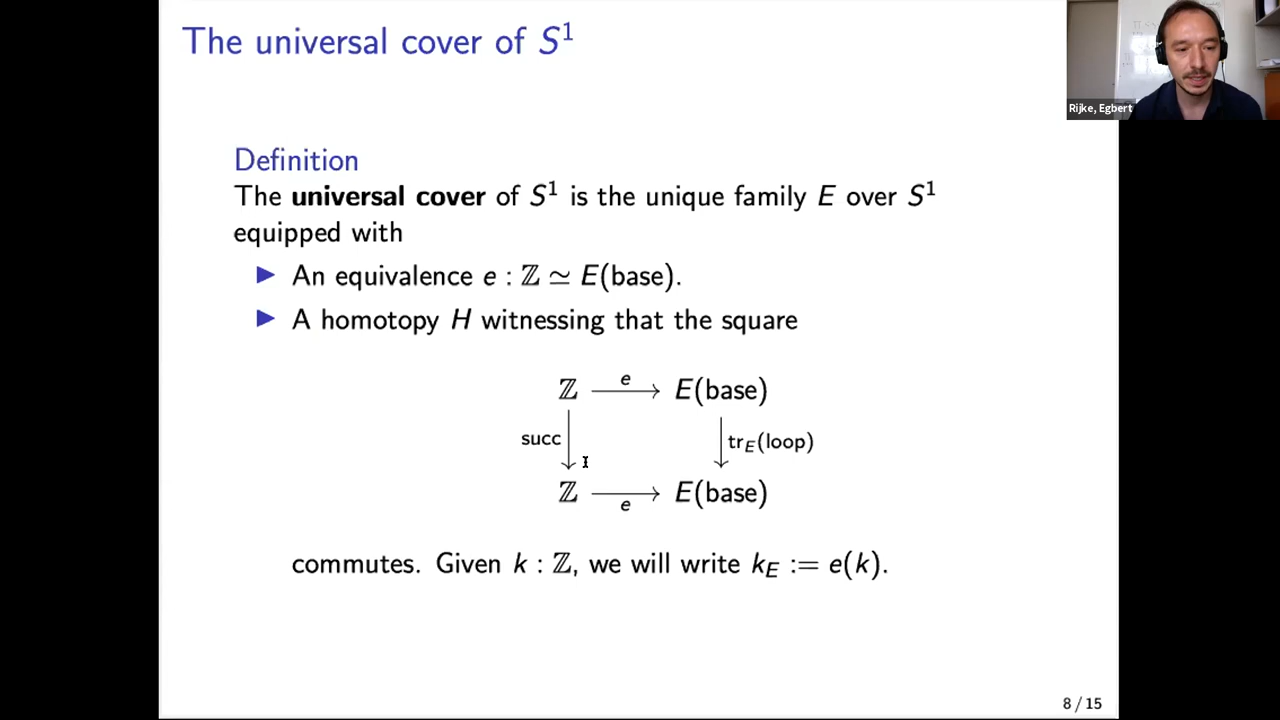 The universal cover of S¹
Rijke, Egbert
Definition
The universal cover of S¹ is the unique family E over S¹
equipped with
▶ An equivalence e : ℤ ≃ E(base).
▶ A homotopy H witnessing that the square
ℤ e E(base)
succ tr_E(loop)
ℤ e E(base)
commutes. Given k : ℤ, we will write k_E := e(k).
8 / 15